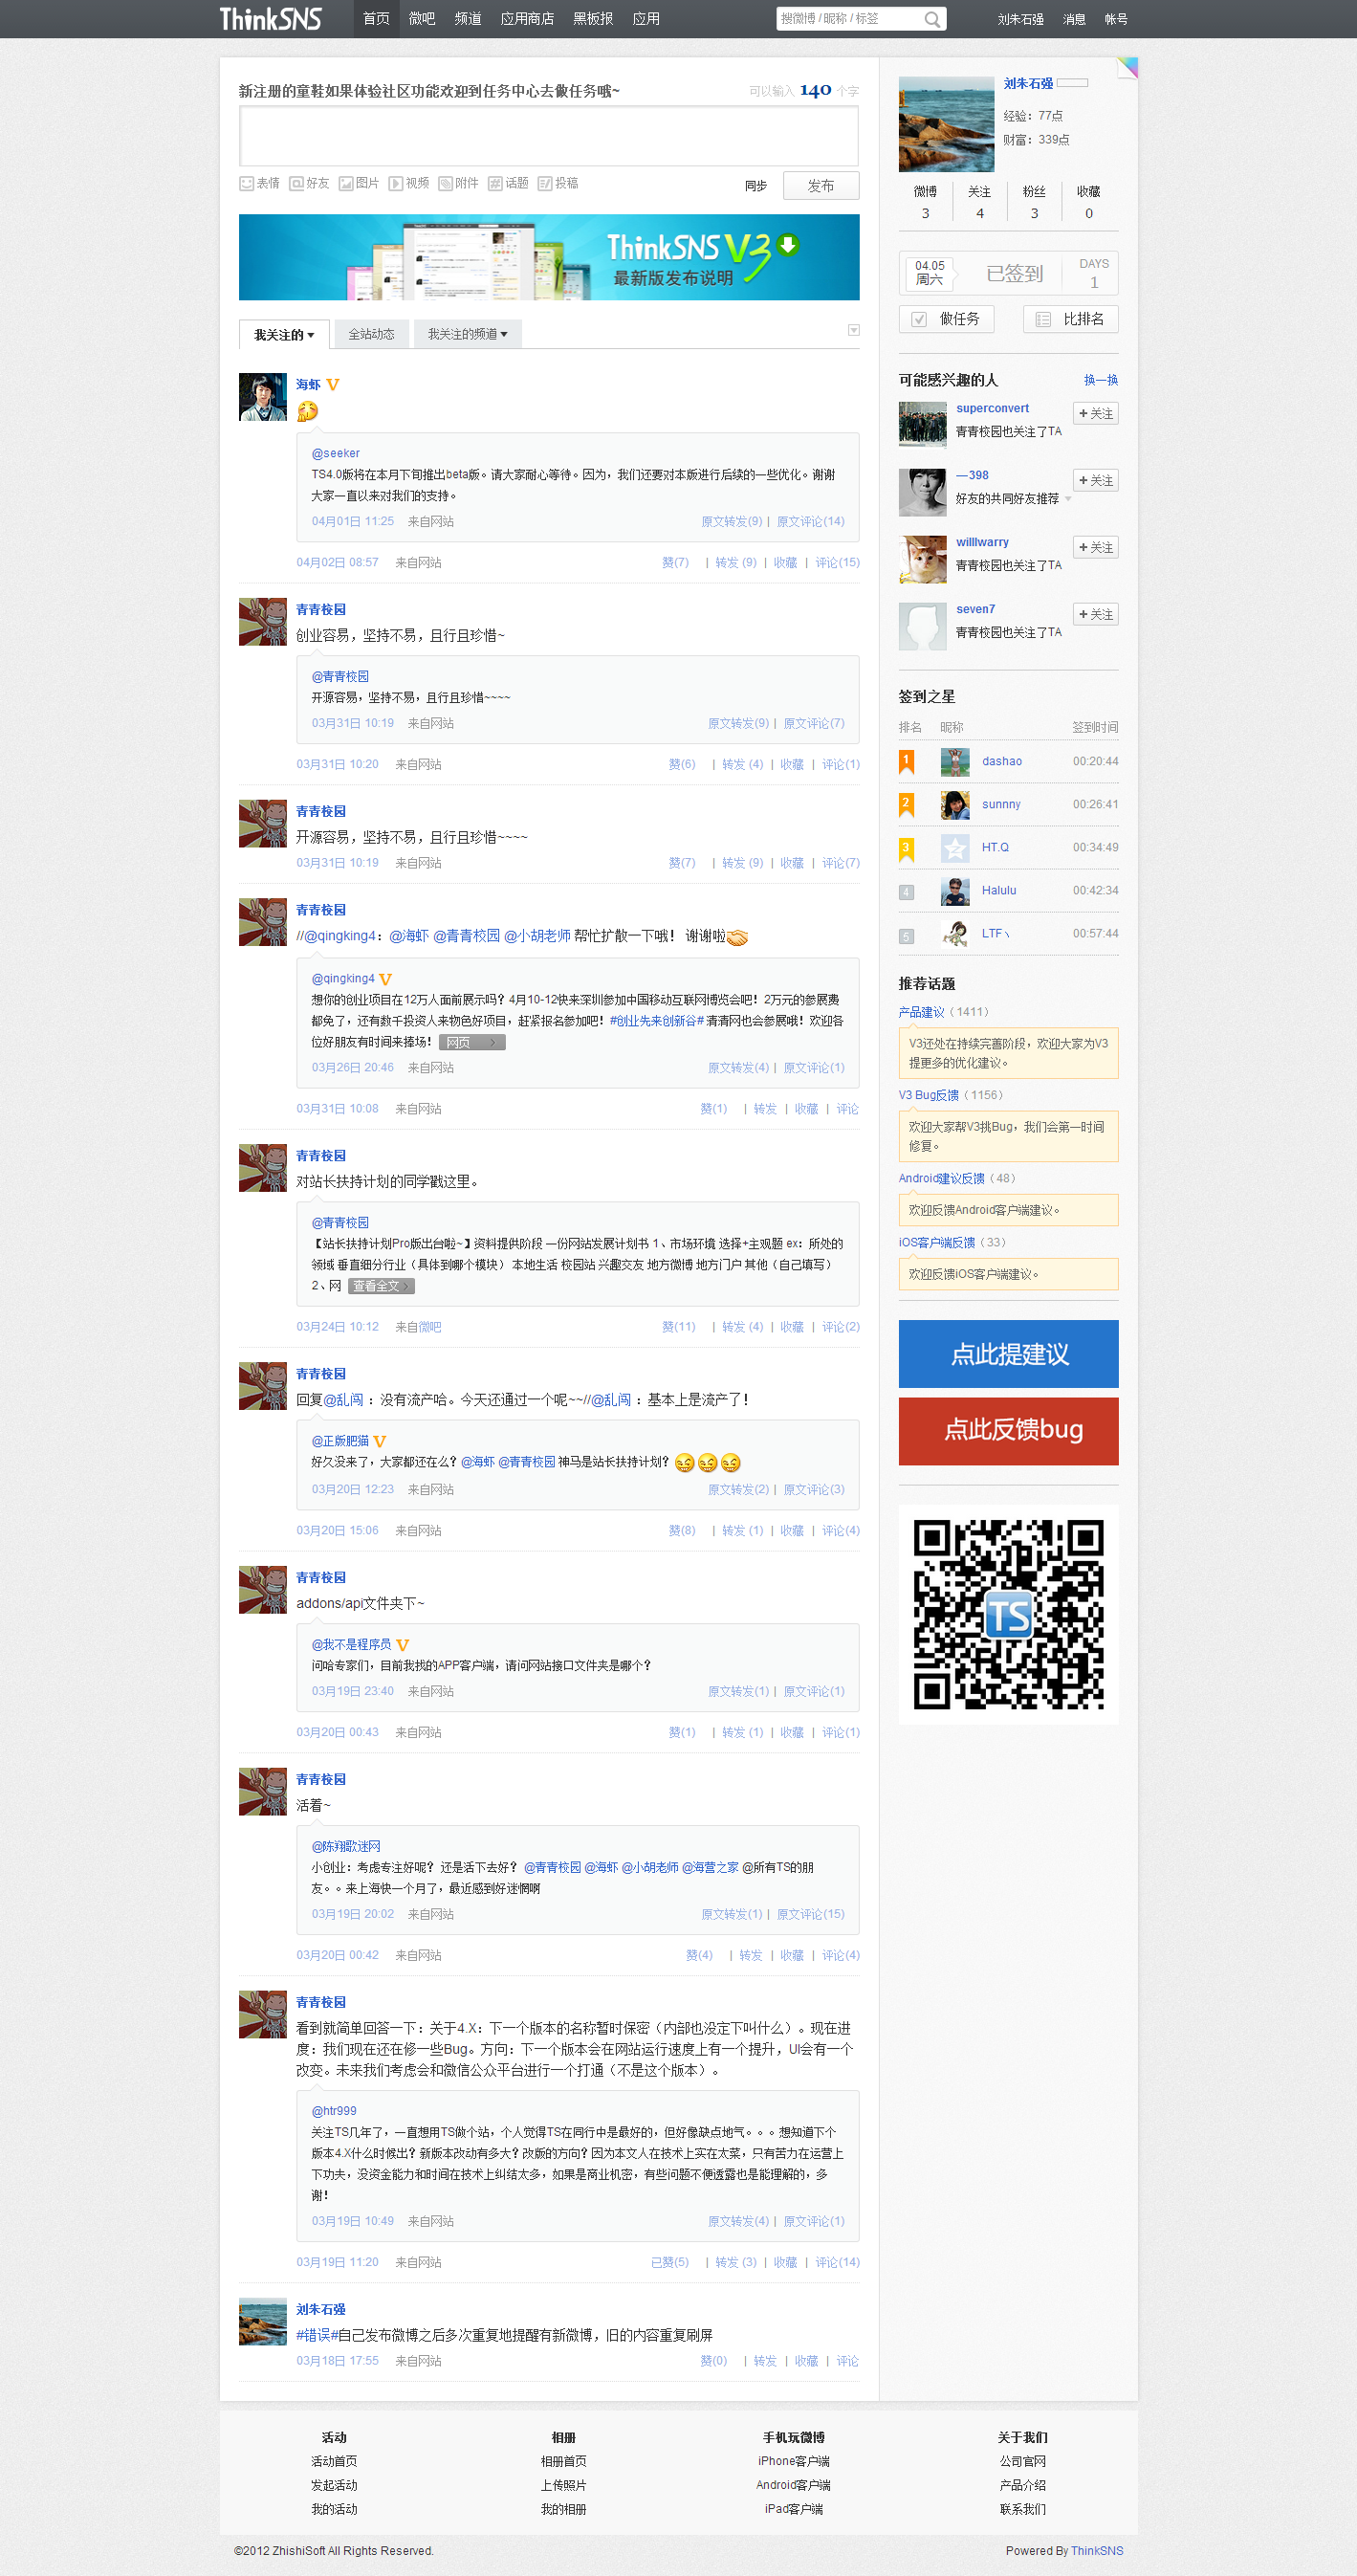 ThinkSNS
首页 微吧 频道 应用商店 黑板报 应用
搜微博 / 昵称 / 标签
刘朱石强 消息 帐号
新注册的童鞋如果体验社区功能欢迎到任务中心去做任务哦~
可以输入 140 个字
表情 好友 图片 视频 附件 话题 投稿
同步 发布
ThinkSNS V3
最新版发布说明
我关注的 全站动态 我关注的频道
海虾 V
@seeker
TS4.0版将在本月下旬推出beta版。请大家耐心等待。因为，我们还要对本版进行后续的一些优化。谢谢
大家一直以来对我们的支持。
04月01日 11:25 来自网站 原文转发(9) | 原文评论(14)
04月02日 08:57 来自网站 赞(7) | 转发 (9) | 收藏 | 评论(15)
青青校园
创业容易，坚持不易，且行且珍惜~
@青青校园
开源容易，坚持不易，且行且珍惜~~~~
03月31日 10:19 来自网站 原文转发(9) | 原文评论(7)
03月31日 10:20 来自网站 赞(6) | 转发 (4) | 收藏 | 评论(1)
青青校园
开源容易，坚持不易，且行且珍惜~~~~
03月31日 10:19 来自网站 赞(7) | 转发 (9) | 收藏 | 评论(7)
青青校园
//@qingking4：@海虾 @青青校园 @小胡老师 帮忙扩散一下哦！ 谢谢啦
@qingking4 V
想你的创业项目在12万人面前展示吗？4月10-12快来深圳参加中国移动互联网博览会吧！2万元的参展费
都免了，还有数千投资人来物色好项目，赶紧报名参加吧！#创业先来创新谷# 清清网也会参展哦！欢迎各
位好朋友有时间来捧场！ 网页 >
03月26日 20:46 来自网站 原文转发(4) | 原文评论(1)
03月31日 10:08 来自网站 赞(1) | 转发 | 收藏 | 评论
青青校园
对站长扶持计划的同学戳这里。
@青青校园
【站长扶持计划Pro版出台啦~】资料提供阶段 一份网站发展计划书 1、市场环境 选择+主观题 ex：所处的
领域 垂直细分行业（具体到哪个模块）本地生活 校园站 兴趣交友 地方微博 地方门户 其他（自己填写）
2、网 查看全文 >
03月24日 10:12 来自微吧 赞(11) | 转发 (4) | 收藏 | 评论(2)
青青校园
回复@乱闯 ：没有流产哈。今天还通过一个呢~~//@乱闯 ：基本上是流产了！
@正版肥猫 V
好久没来了，大家都还在么？@海虾 @青青校园 神马是站长扶持计划？
03月20日 12:23 来自网站 原文转发(2) | 原文评论(3)
03月20日 15:06 来自网站 赞(8) | 转发 (1) | 收藏 | 评论(4)
青青校园
addons/api文件夹下~
@我不是程序员 V
问哈专家们，目前我找的APP客户端，请问网站接口文件夹是哪个？
03月19日 23:40 来自网站 原文转发(1) | 原文评论(1)
03月20日 00:43 来自网站 赞(1) | 转发 (1) | 收藏 | 评论(1)
青青校园
活着~
@陈翔歌迷网
小创业：考虑专注好呢？ 还是活下去好？ @青青校园 @海虾 @小胡老师 @海营之家 @所有TS的朋
友。。来上海快一个月了，最近感到好迷惘啊
03月19日 20:02 来自网站 原文转发(1) | 原文评论(15)
03月20日 00:42 来自网站 赞(4) | 转发 | 收藏 | 评论(4)
青青校园
看到就简单回答一下：关于4.X：下一个版本的名称暂时保密（内部也没定下叫什么）。现在进
度：我们现在还在修一些Bug。方向：下一个版本会在网站运行速度上有一个提升，UI会有一个
改变。未来我们考虑会和微信公众平台进行一个打通（不是这个版本）。
@htr999
关注TS几年了，一直想用TS做个站，个人觉得TS在同行中是最好的，但好像缺点地气。。。想知道下个
版本4.X什么时候出？新版本改动有多大？改版的方向？因为本文人在技术上实在太菜，只有苦力在运营上
下功夫，没资金能力和时间在技术上纠结太多，如果是商业机密，有些问题不便透露也是能理解的，多
谢！
03月19日 10:49 来自网站 原文转发(4) | 原文评论(1)
03月19日 11:20 来自网站 已赞(5) | 转发 (3) | 收藏 | 评论(14)
刘朱石强
#错误#自己发布微博之后多次重复地提醒有新微博，旧的内容重复刷屏
03月18日 17:55 来自网站 赞(0) | 转发 | 收藏 | 评论
刘朱石强
经验：77点
财富：339点
微博 关注 粉丝 收藏
3 4 3 0
04.05 周六 已签到 DAYS 1
做任务 比排名
可能感兴趣的人 换一换
superconvert + 关注
青青校园也关注了TA
—398 + 关注
好友的共同好友推荐
willlwarry + 关注
青青校园也关注了TA
seven7 + 关注
青青校园也关注了TA
签到之星
排名 昵称 签到时间
1 dashao 00:20:44
2 sunnny 00:26:41
3 HT.Q 00:34:49
4 Halulu 00:42:34
5 LTFヽ 00:57:44
推荐话题
产品建议（1411）
V3还处在持续完善阶段，欢迎大家为V3
提更多的优化建议。
V3 Bug反馈（1156）
欢迎大家帮V3挑Bug，我们会第一时间
修复。
Android建议反馈（48）
欢迎反馈Android客户端建议。
iOS客户端反馈（33）
欢迎反馈iOS客户端建议。
点此提建议
点此反馈bug
TS
活动 相册 手机玩微博 关于我们
活动首页 相册首页 iPhone客户端 公司官网
发起活动 上传照片 Android客户端 产品介绍
我的活动 我的相册 iPad客户端 联系我们
©2012 ZhishiSoft All Rights Reserved. Powered By ThinkSNS